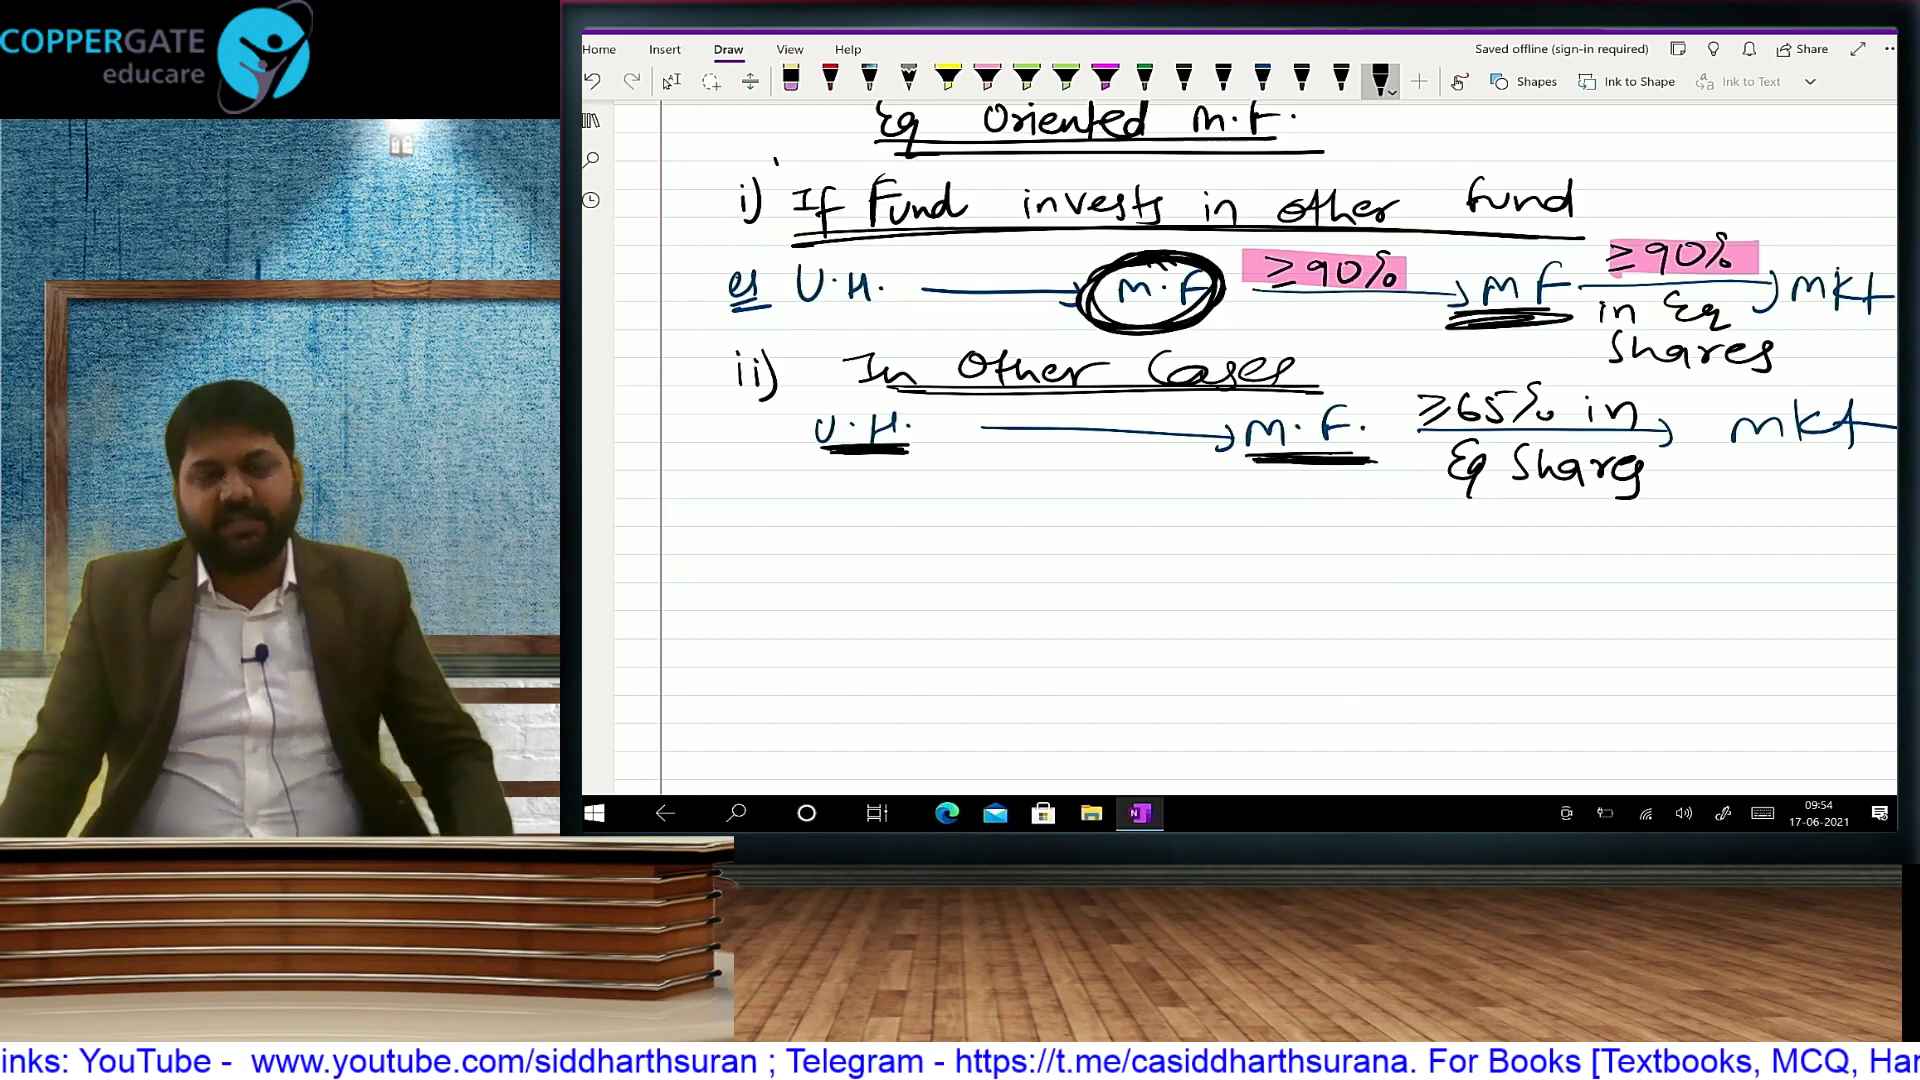 COPPERGATE
educare
Home Insert Draw View Help
Saved offline (sign-in required) Share
Shapes Ink to Shape Ink to Text
Eq Oriented M.F.
i) If Fund invests in other fund
eg U.H. M.F ≥90% MF ≥90% in Eq Shares mkt
ii) In Other Cases
U.H. M.F. ≥65% in Eq Shares mkt
09:54
17-06-2021
inks: YouTube - www.youtube.com/siddharthsuran ; Telegram - https://t.me/casiddharthsurana. For Books [Textbooks, MCQ, Har